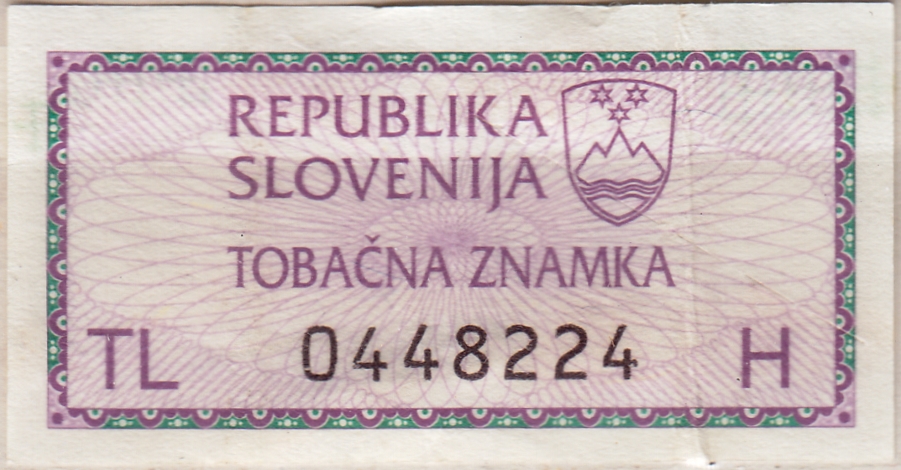 REPUBLIKA
SLOVENIJA
TOBAČNA ZNAMKA
TL 0448224 H